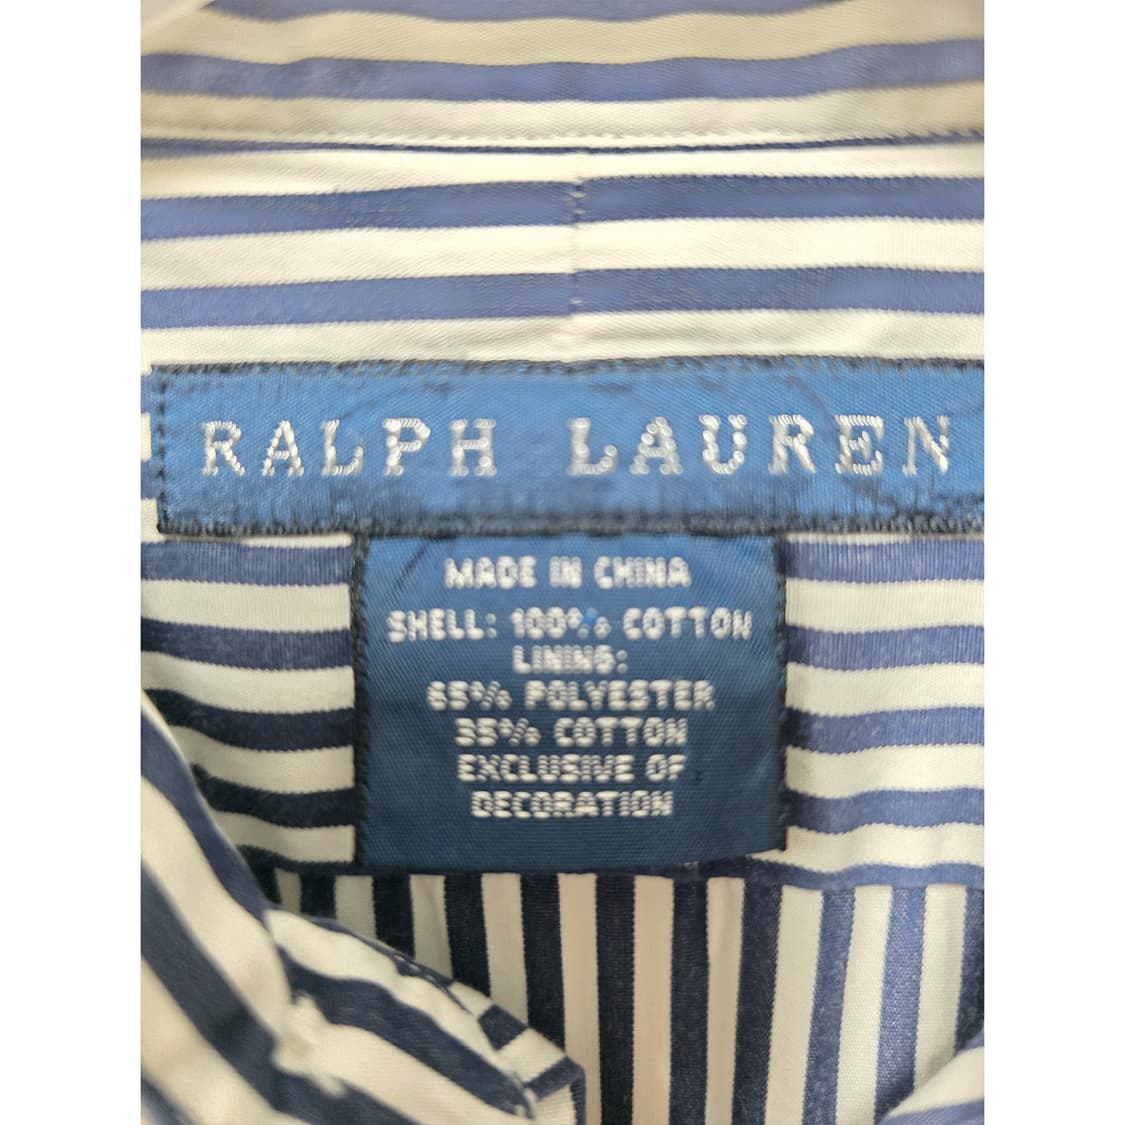 RALPH LAUREN
MADE IN CHINA
SHELL: 100% COTTON
LINING:
65% POLYESTER
35% COTTON
EXCLUSIVE OF
DECORATION